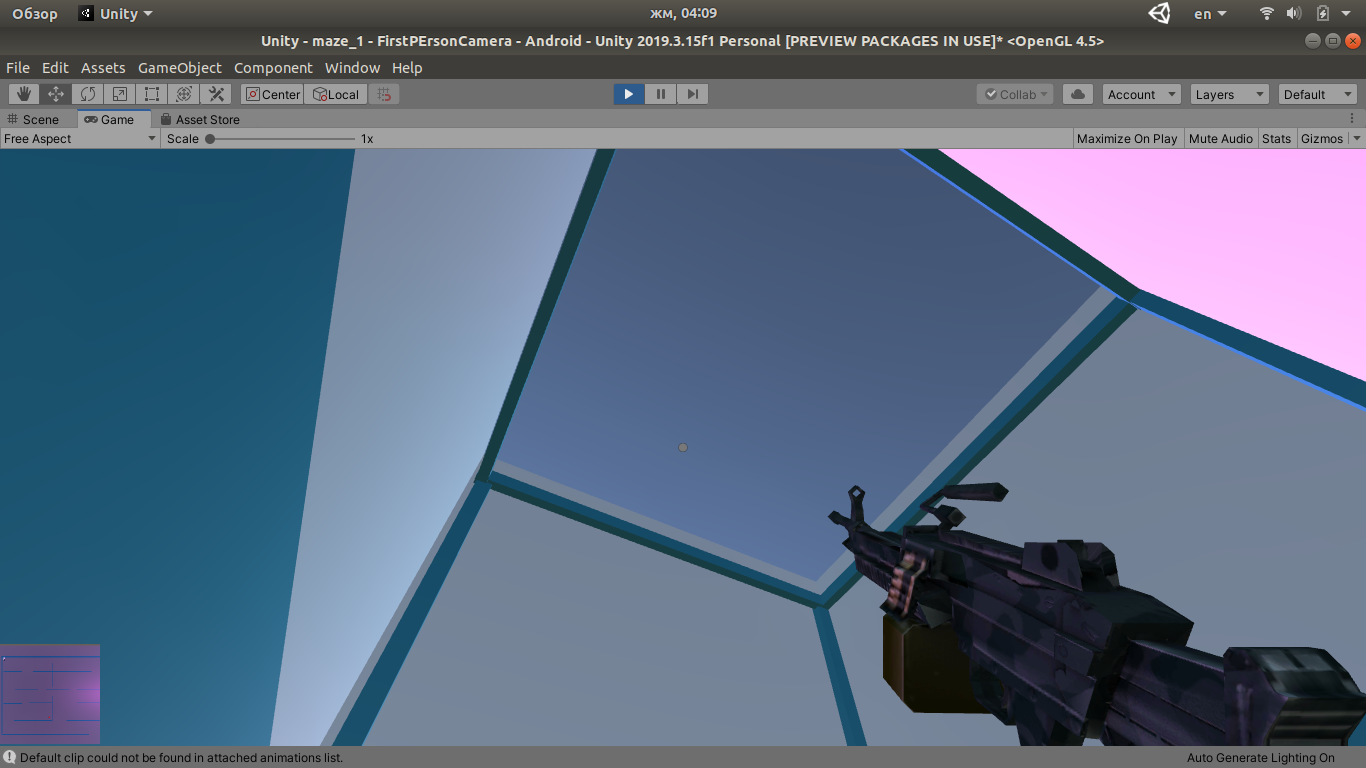 Обзор Unity жм, 04:09 en
Unity - maze_1 - FirstPErsonCamera - Android - Unity 2019.3.15f1 Personal [PREVIEW PACKAGES IN USE]* <OpenGL 4.5>
File Edit Assets GameObject Component Window Help
Center Local Collab Account Layers Default
Scene Game Asset Store
Free Aspect Scale 1x Maximize On Play Mute Audio Stats Gizmos
Default clip could not be found in attached animations list. Auto Generate Lighting On